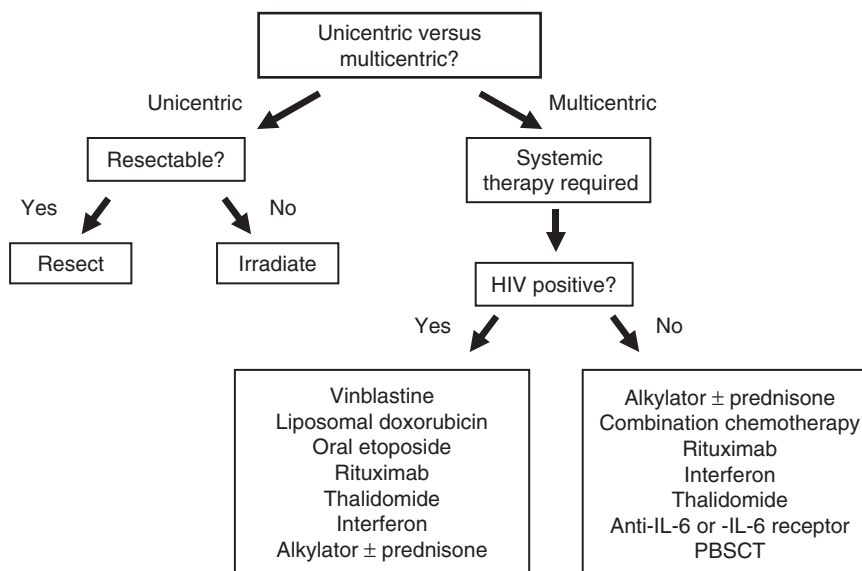 Unicentric versus
multicentric?
Unicentric
Multicentric
Resectable?
Systemic
therapy required
Yes
No
Resect
Irradiate
HIV positive?
Yes
No
Vinblastine
Liposomal doxorubicin
Oral etoposide
Rituximab
Thalidomide
Interferon
Alkylator ± prednisone
Alkylator ± prednisone
Combination chemotherapy
Rituximab
Interferon
Thalidomide
Anti-IL-6 or -IL-6 receptor
PBSCT